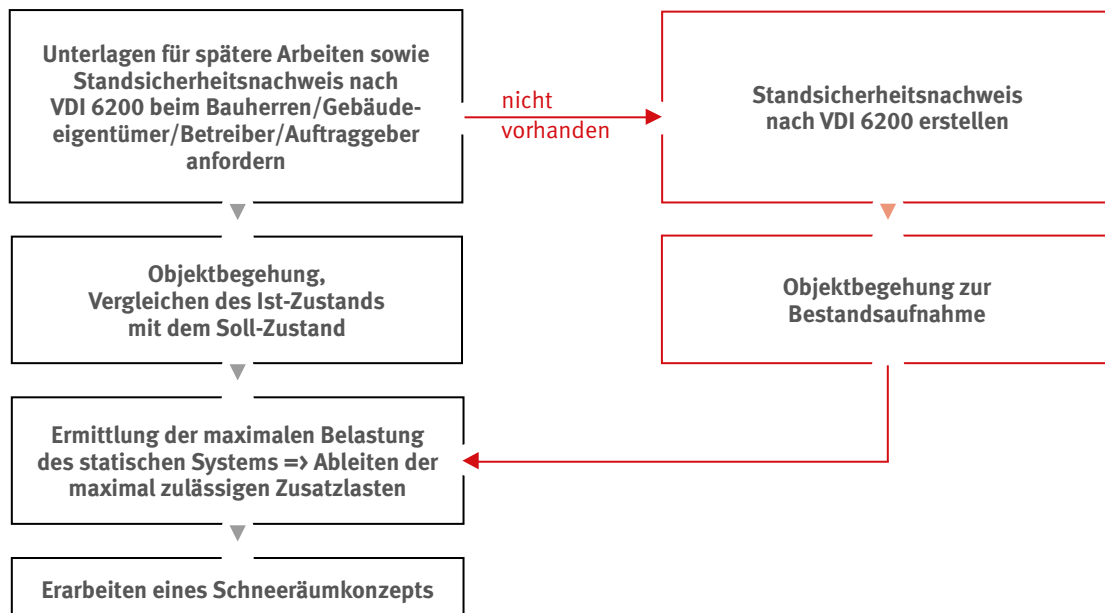 Unterlagen für spätere Arbeiten sowie
Standsicherheitsnachweis nach
VDI 6200 beim Bauherren/Gebäude-
eigentümer/Betreiber/Auftraggeber
anfordern
nicht
vorhanden
Standsicherheitsnachweis
nach VDI 6200 erstellen
Objektbegehung,
Vergleichen des Ist-Zustands
mit dem Soll-Zustand
Objektbegehung zur
Bestandsaufnahme
Ermittlung der maximalen Belastung
des statischen Systems => Ableiten der
maximal zulässigen Zusatzlasten
Erarbeiten eines Schneeräumkonzepts